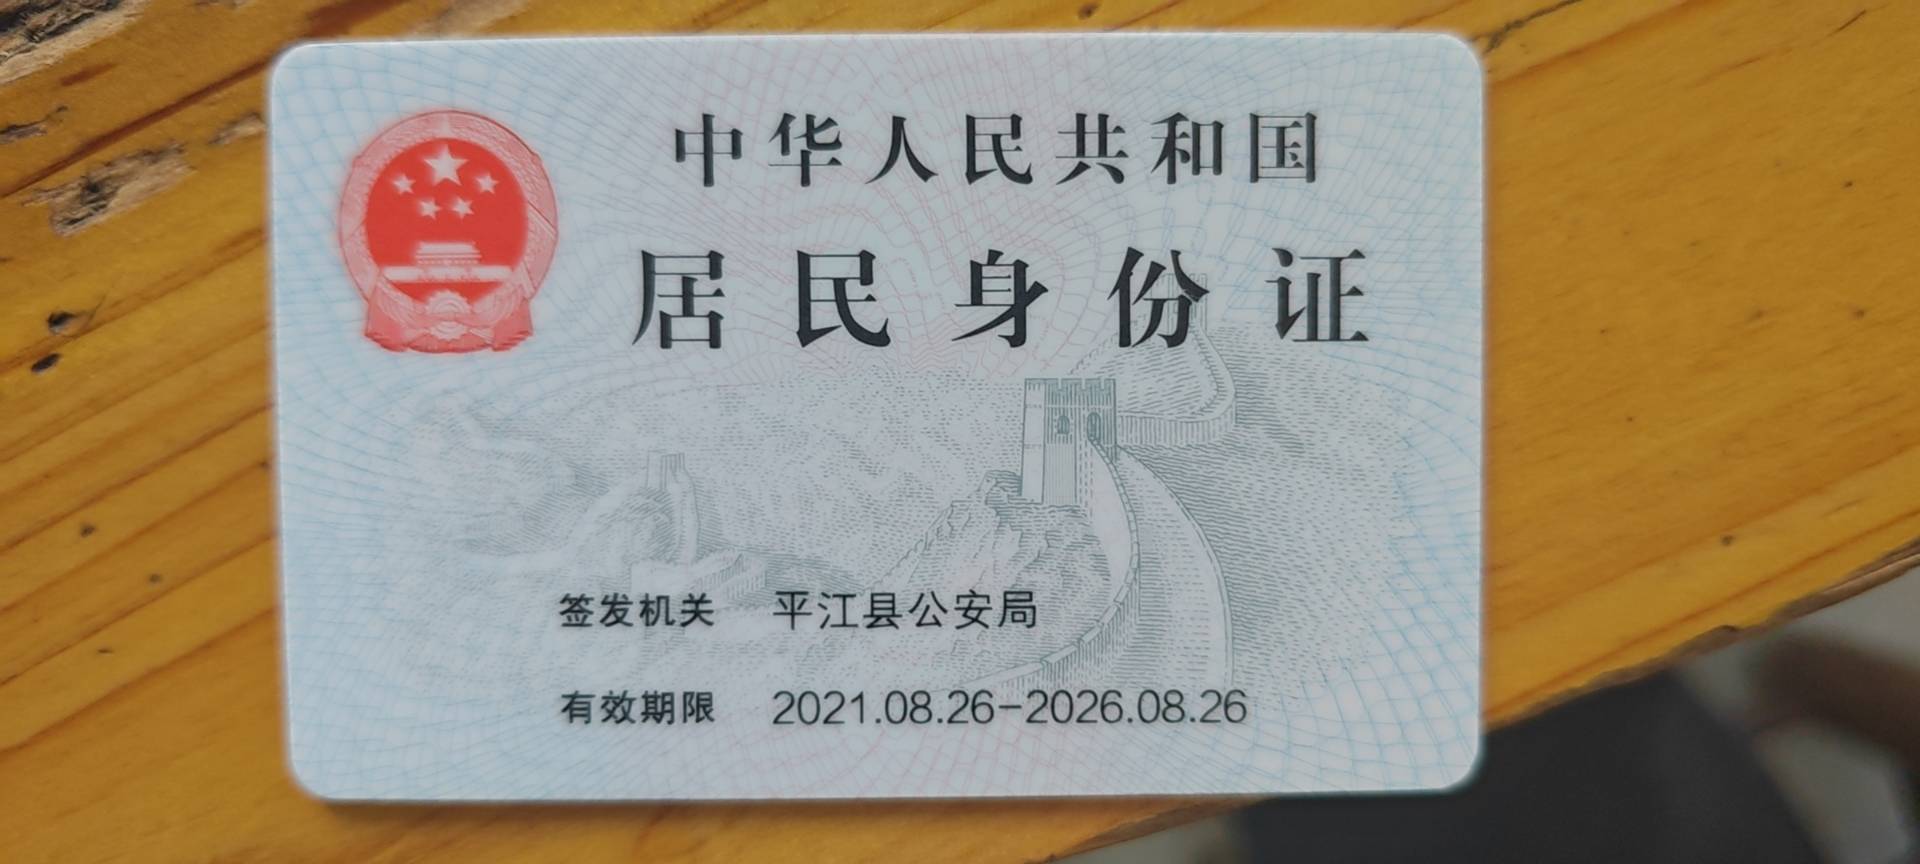 中华人民共和国
居民身份证
签发机关 平江县公安局
有效期限 2021.08.26-2026.08.26